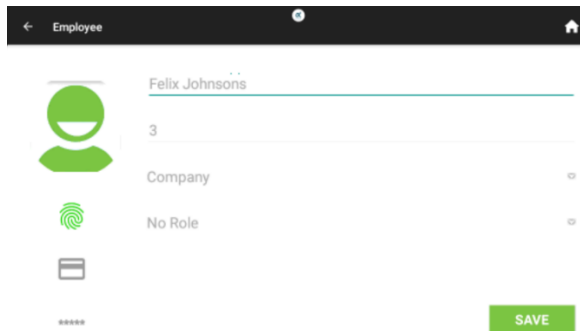 Employee
Felix Johnsons
3
Company
No Role
*****
SAVE